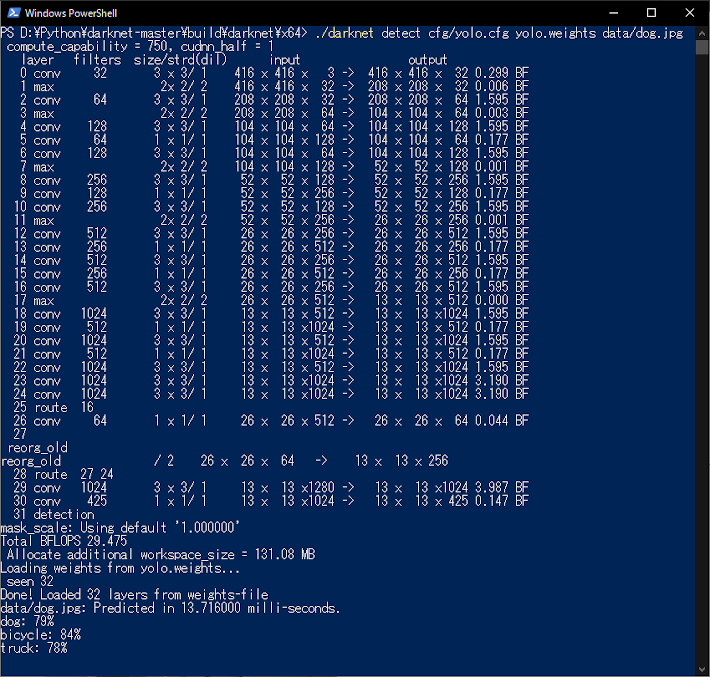 Windows PowerShell
PS D:¥Python¥darknet-master¥build¥darknet¥x64> ./darknet detect cfg/yolo.cfg yolo.weights data/dog.jpg
compute_capability = 750, cudnn_half = 1
layer filters size/strd(dil) input output
0 conv 32 3 x 3/ 1 416 x 416 x 3 -> 416 x 416 x 32 0.299 BF
1 max 2x 2/ 2 416 x 416 x 32 -> 208 x 208 x 32 0.006 BF
2 conv 64 3 x 3/ 1 208 x 208 x 32 -> 208 x 208 x 64 1.595 BF
3 max 2x 2/ 2 208 x 208 x 64 -> 104 x 104 x 64 0.003 BF
4 conv 128 3 x 3/ 1 104 x 104 x 64 -> 104 x 104 x 128 1.595 BF
5 conv 64 1 x 1/ 1 104 x 104 x 128 -> 104 x 104 x 64 0.177 BF
6 conv 128 3 x 3/ 1 104 x 104 x 64 -> 104 x 104 x 128 1.595 BF
7 max 2x 2/ 2 104 x 104 x 128 -> 52 x 52 x 128 0.001 BF
8 conv 256 3 x 3/ 1 52 x 52 x 128 -> 52 x 52 x 256 1.595 BF
9 conv 128 1 x 1/ 1 52 x 52 x 256 -> 52 x 52 x 128 0.177 BF
10 conv 256 3 x 3/ 1 52 x 52 x 128 -> 52 x 52 x 256 1.595 BF
11 max 2x 2/ 2 52 x 52 x 256 -> 26 x 26 x 256 0.001 BF
12 conv 512 3 x 3/ 1 26 x 26 x 256 -> 26 x 26 x 512 1.595 BF
13 conv 256 1 x 1/ 1 26 x 26 x 512 -> 26 x 26 x 256 0.177 BF
14 conv 512 3 x 3/ 1 26 x 26 x 256 -> 26 x 26 x 512 1.595 BF
15 conv 256 1 x 1/ 1 26 x 26 x 512 -> 26 x 26 x 256 0.177 BF
16 conv 512 3 x 3/ 1 26 x 26 x 256 -> 26 x 26 x 512 1.595 BF
17 max 2x 2/ 2 26 x 26 x 512 -> 13 x 13 x 512 0.000 BF
18 conv 1024 3 x 3/ 1 13 x 13 x 512 -> 13 x 13 x1024 1.595 BF
19 conv 512 1 x 1/ 1 13 x 13 x1024 -> 13 x 13 x 512 0.177 BF
20 conv 1024 3 x 3/ 1 13 x 13 x 512 -> 13 x 13 x1024 1.595 BF
21 conv 512 1 x 1/ 1 13 x 13 x1024 -> 13 x 13 x 512 0.177 BF
22 conv 1024 3 x 3/ 1 13 x 13 x 512 -> 13 x 13 x1024 1.595 BF
23 conv 1024 3 x 3/ 1 13 x 13 x1024 -> 13 x 13 x1024 3.190 BF
24 conv 1024 3 x 3/ 1 13 x 13 x1024 -> 13 x 13 x1024 3.190 BF
25 route 16
26 conv 64 1 x 1/ 1 26 x 26 x 512 -> 26 x 26 x 64 0.044 BF
27
reorg_old
reorg_old / 2 26 x 26 x 64 -> 13 x 13 x 256
28 route 27 24
29 conv 1024 3 x 3/ 1 13 x 13 x1280 -> 13 x 13 x1024 3.987 BF
30 conv 425 1 x 1/ 1 13 x 13 x1024 -> 13 x 13 x 425 0.147 BF
31 detection
mask_scale: Using default '1.000000'
Total BFLOPS 29.475
Allocate additional workspace_size = 131.08 MB
Loading weights from yolo.weights...
seen 32
Done! Loaded 32 layers from weights-file
data/dog.jpg: Predicted in 13.716000 milli-seconds.
dog: 79%
bicycle: 84%
truck: 78%